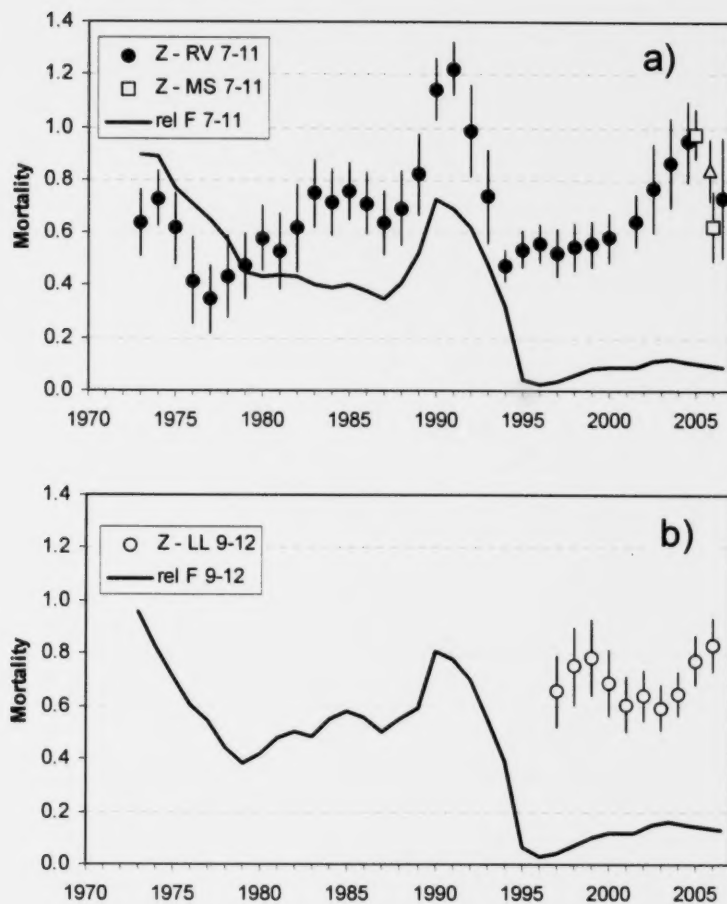 1.4
1.2
1.0
0.8
0.6
0.4
0.2
0.0
Mortality
Z - RV 7-11
Z - MS 7-11
rel F 7-11
a)
1970 1975 1980 1985 1990 1995 2000 2005
1.4
1.2
1.0
0.8
0.6
0.4
0.2
0.0
Mortality
Z - LL 9-12
rel F 9-12
b)
1970 1975 1980 1985 1990 1995 2000 2005